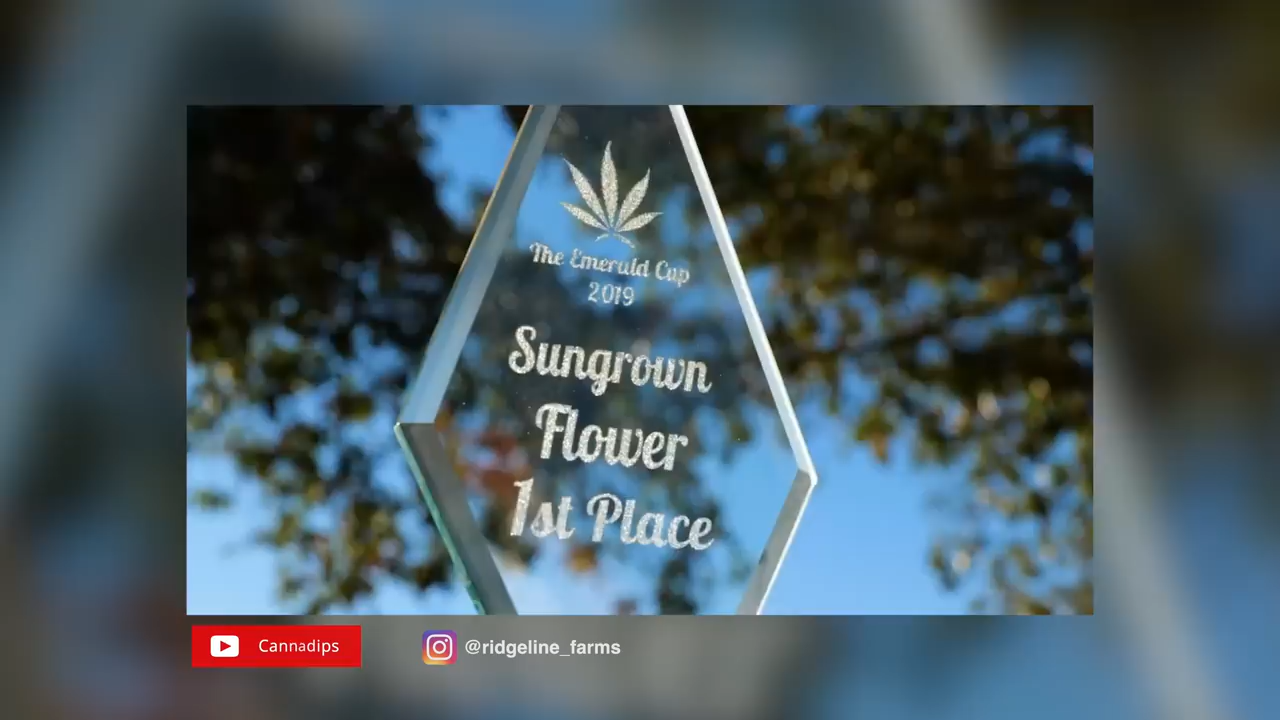 The Emerald Cup
2019
Sungrown
Flower
1st Place
Cannadips
@ridgeline_farms